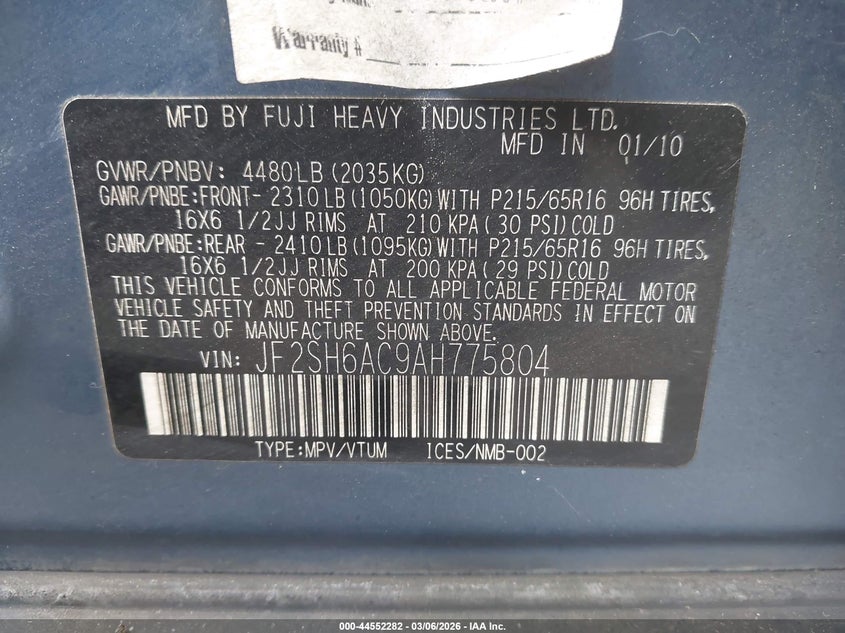 Warranty #
MFD BY FUJI HEAVY INDUSTRIES LTD.
MFD IN 01/10
GVWR/PNBV: 4480LB (2035KG)
GAWR/PNBE:FRONT- 2310LB (1050KG) WITH P215/65R16 96H TIRES,
16X6 1/2JJ RIMS AT 210 KPA (30 PSI) COLD
GAWR/PNBE:REAR - 2410LB (1095KG) WITH P215/65R16 96H TIRES,
16X6 1/2JJ RIMS AT 200 KPA (29 PSI) COLD
THIS VEHICLE CONFORMS TO ALL APPLICABLE FEDERAL MOTOR
VEHICLE SAFETY AND THEFT PREVENTION STANDARDS IN EFFECT ON
THE DATE OF MANUFACTURE SHOWN ABOVE.
VIN: JF2SH6AC9AH775804
TYPE:MPV/VTUM ICES/NMB-002
000-44552282 - 03/06/2026 - IAA Inc.